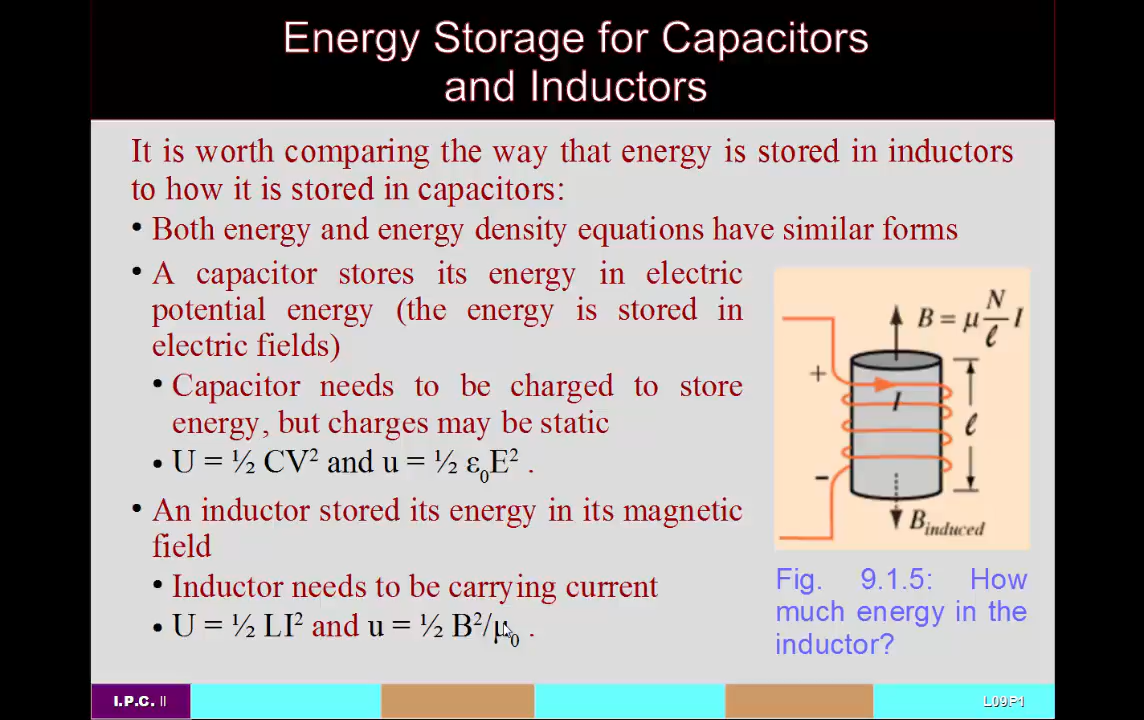 Energy Storage for Capacitors
and Inductors
It is worth comparing the way that energy is stored in inductors
to how it is stored in capacitors:
• Both energy and energy density equations have similar forms
• A capacitor stores its energy in electric
potential energy (the energy is stored in
electric fields)
• Capacitor needs to be charged to store
energy, but charges may be static
• U = ½ CV² and u = ½ ε₀E² .
• An inductor stored its energy in its magnetic
field
• Inductor needs to be carrying current
• U = ½ LI² and u = ½ B²/μ₀ .
B = μ N/ℓ I
+
I
ℓ
−
B induced
Fig. 9.1.5: How
much energy in the
inductor?
I.P.C. II
L09P1